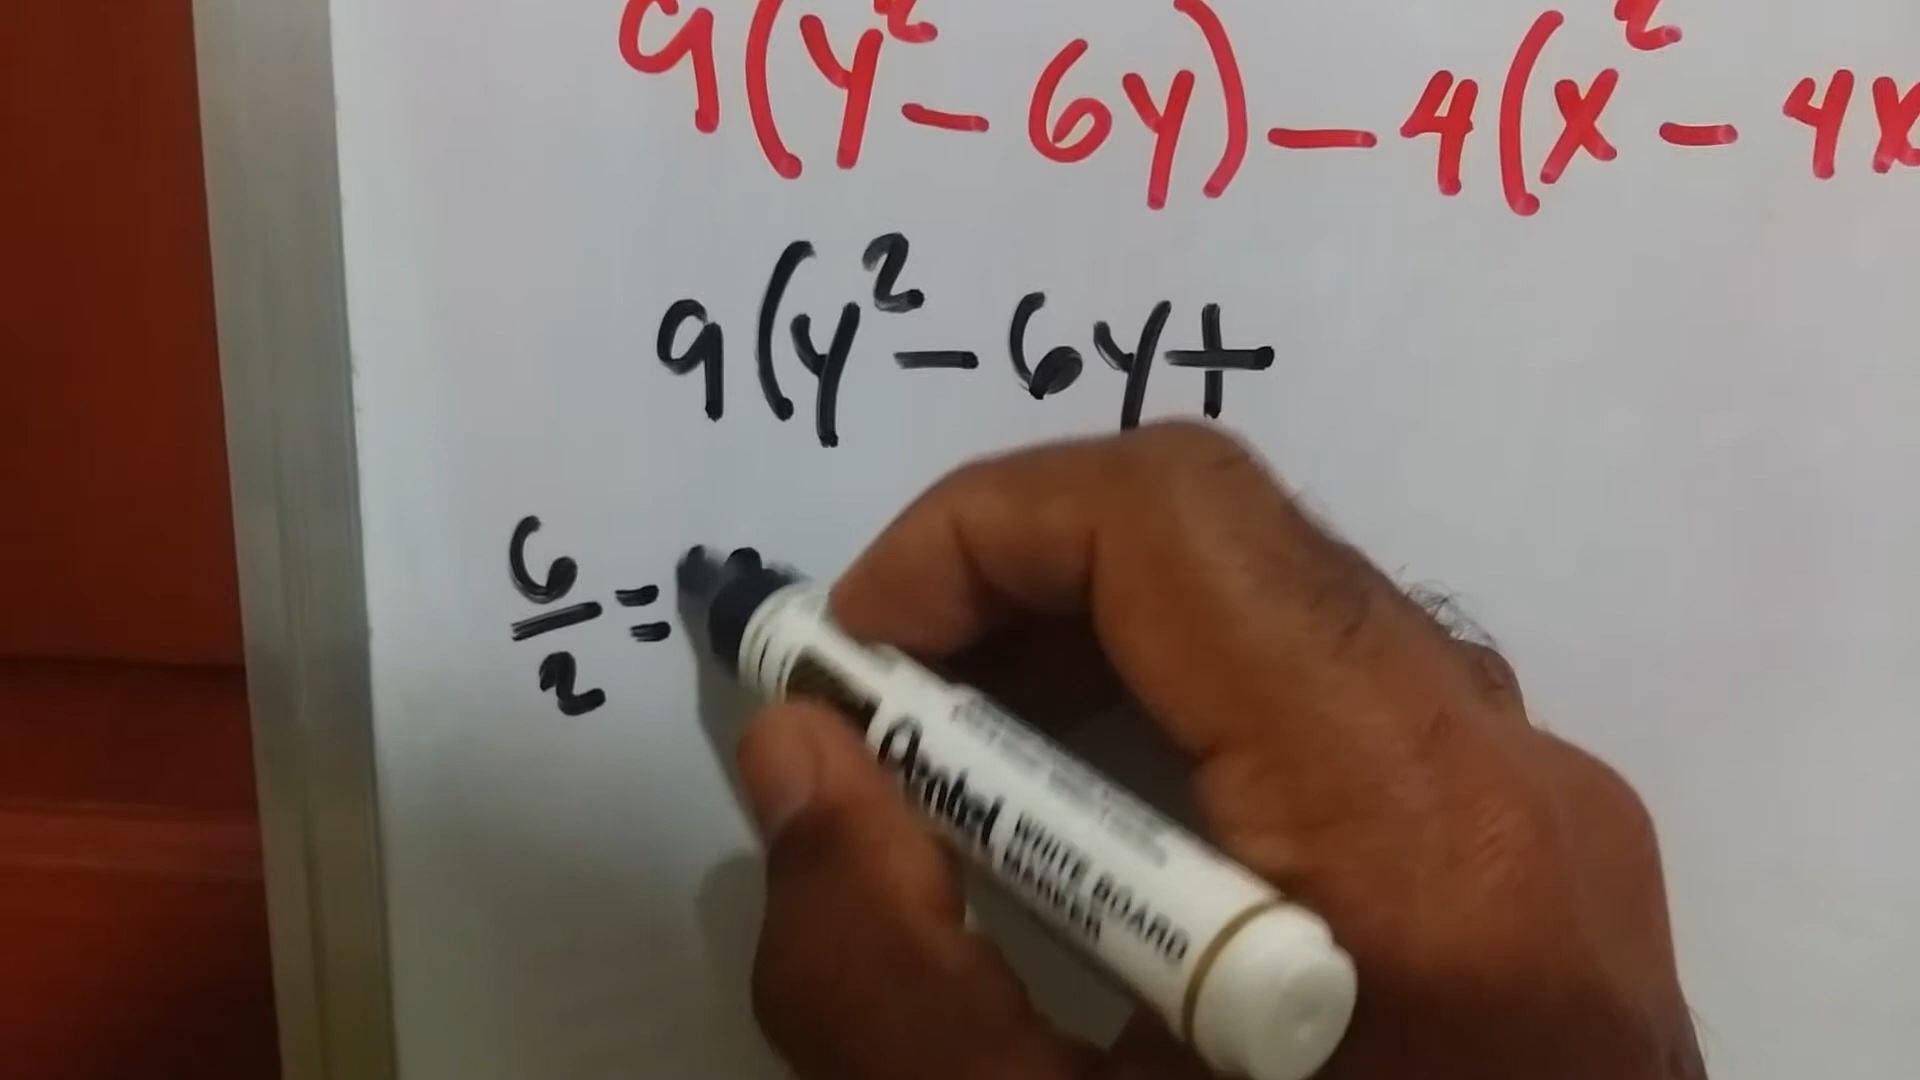 9(y² - 6y) - 4(x² - 4x
9(y² - 6y +
6/2 =
Pentel WHITE BOARD
MARKER